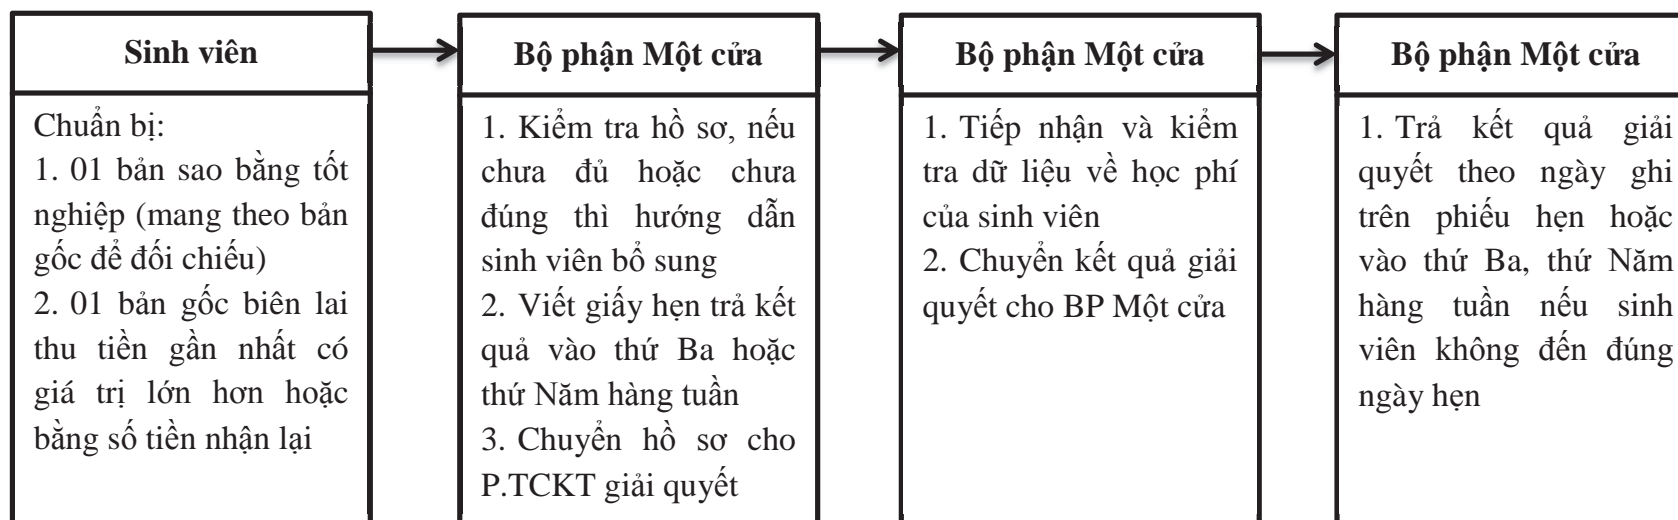 Sinh viên
Chuẩn bị:
1. 01 bản sao bằng tốt
nghiệp (mang theo bản
gốc để đối chiếu)
2. 01 bản gốc biên lai
thu tiền gần nhất có
giá trị lớn hơn hoặc
bằng số tiền nhận lại
Bộ phận Một cửa
1. Kiểm tra hồ sơ, nếu
chưa đủ hoặc chưa
đúng thì hướng dẫn
sinh viên bổ sung
2. Viết giấy hẹn trả kết
quả vào thứ Ba hoặc
thứ Năm hàng tuần
3. Chuyển hồ sơ cho
P.TCKT giải quyết
Bộ phận Một cửa
1. Tiếp nhận và kiểm
tra dữ liệu về học phí
của sinh viên
2. Chuyển kết quả giải
quyết cho BP Một cửa
Bộ phận Một cửa
1. Trả kết quả giải
quyết theo ngày ghi
trên phiếu hẹn hoặc
vào thứ Ba, thứ Năm
hàng tuần nếu sinh
viên không đến đúng
ngày hẹn